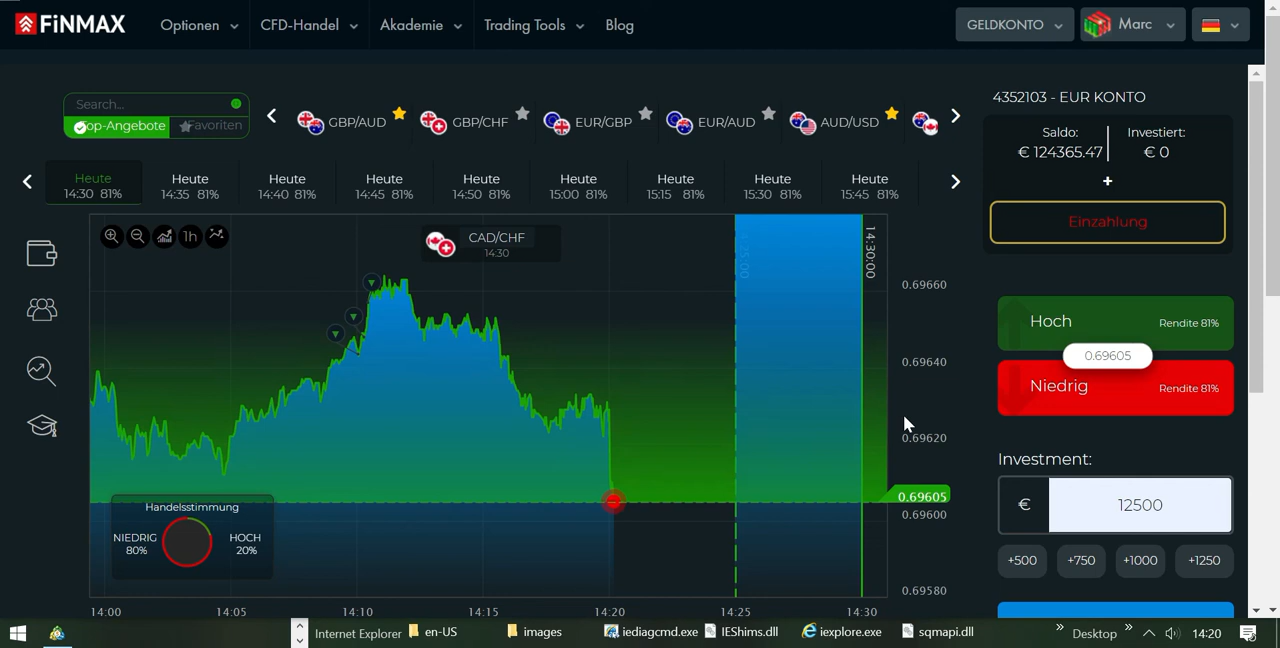 FiNMAX
Optionen
CFD-Handel
Akademie
Trading Tools
Blog
GELDKONTO
Marc
Search...
Top-Angebote
Favoriten
GBP/AUD
GBP/CHF
EUR/GBP
EUR/AUD
AUD/USD
4352103 - EUR KONTO
Saldo:
€ 124365.47
Investiert:
€ 0
+
Einzahlung
Heute
14:30 81%
Heute
14:35 81%
Heute
14:40 81%
Heute
14:45 81%
Heute
14:50 81%
Heute
15:00 81%
Heute
15:15 81%
Heute
15:30 81%
Heute
15:45 81%
1h
CAD/CHF
14:30
14:30:00
0.69660
0.69640
0.69620
0.69605
0.69600
0.69580
Handelsstimmung
NIEDRIG
80%
HOCH
20%
14:00
14:05
14:10
14:15
14:20
14:25
14:30
Hoch
Rendite 81%
0.69605
Niedrig
Rendite 81%
Investment:
€
12500
+500
+750
+1000
+1250
Internet Explorer
en-US
images
iediagcmd.exe
IEShims.dll
iexplore.exe
sqmapi.dll
Desktop
14:20